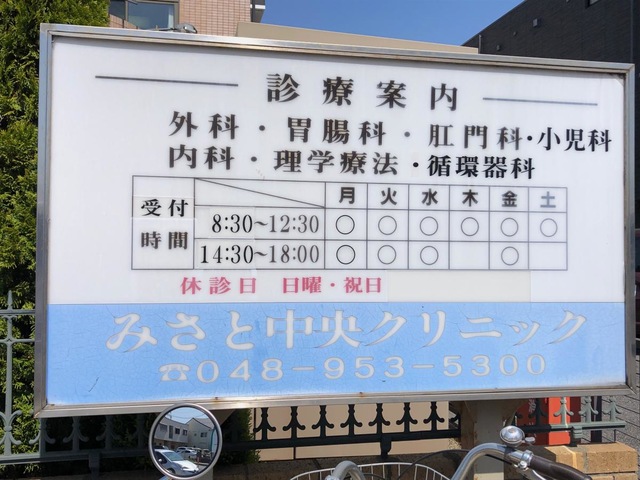 診療案内
外科・胃腸科・肛門科・小児科
内科・理学療法・循環器科
月 火 水 木 金 土
受付時間
8:30~12:30 ○ ○ ○ ○ ○ ○
14:30~18:00 ○ ○ ○ ○
休診日 日曜・祝日
みさと中央クリニック
☎048-953-5300